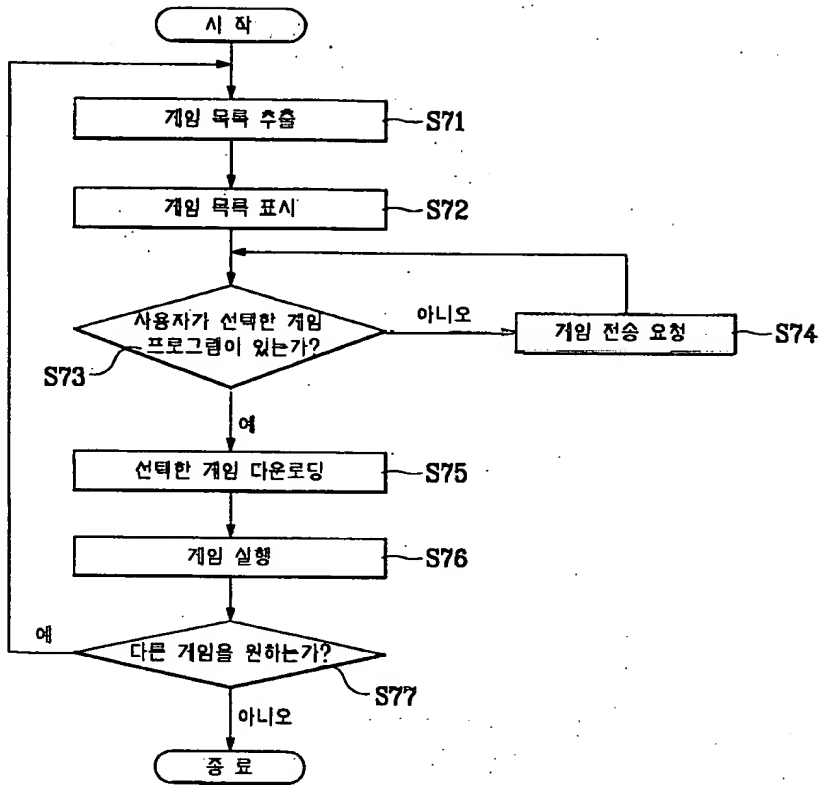 시 작
게임 목록 추출
S71
게임 목록 표시
S72
사용자가 선택한 게임
프로그램이 있는가?
S73
아니오
게임 전송 요청
S74
예
선택한 게임 다운로딩
S75
게임 실행
S76
예
다른 게임을 원하는가?
S77
아니오
종 료